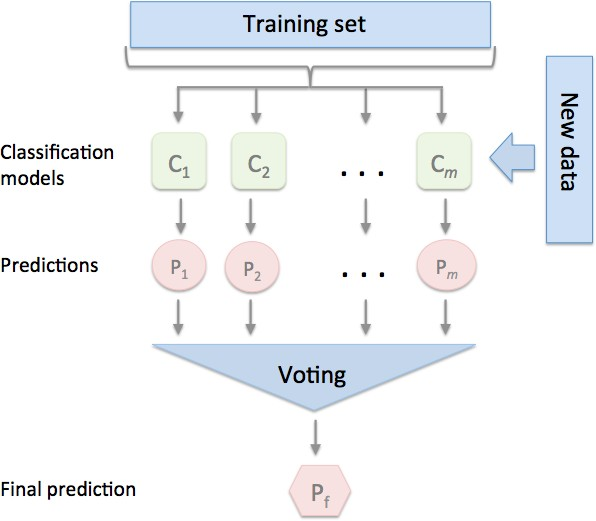 Training set
New data
Classification
models
C1 C2 . . . Cm
Predictions
P1 P2 . . . Pm
Voting
Final prediction
Pf